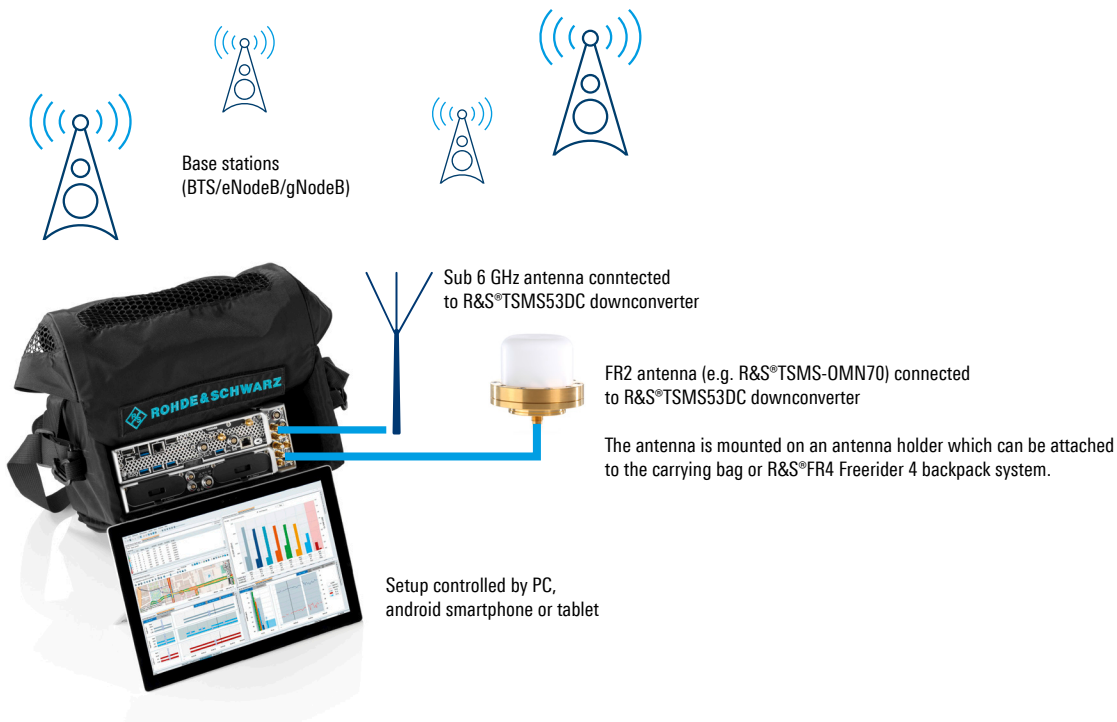 Base stations
(BTS/eNodeB/gNodeB)
Sub 6 GHz antenna conntected
to R&S®TSMS53DC downconverter
ROHDE&SCHWARZ
FR2 antenna (e.g. R&S®TSMS-OMN70) connected
to R&S®TSMS53DC downconverter
The antenna is mounted on an antenna holder which can be attached
to the carrying bag or R&S®FR4 Freerider 4 backpack system.
Setup controlled by PC,
android smartphone or tablet